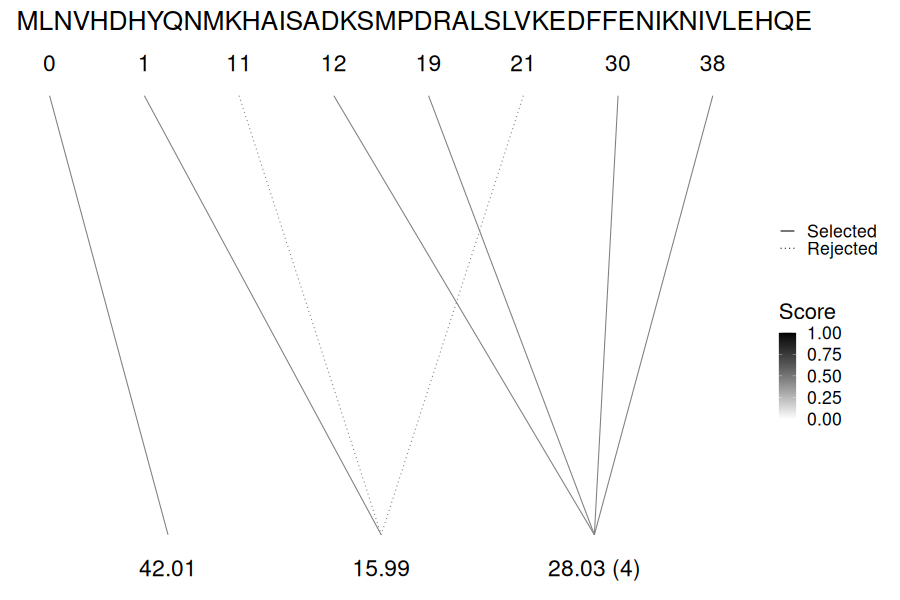 MLNVHDHYQNMKHAISADKSMPDRALSLVKEDFFENIKNIVLEHQE
0 1 11 12 19 21 30 38
Selected
Rejected
Score
1.00
0.75
0.50
0.25
0.00
42.01 15.99 28.03 (4)